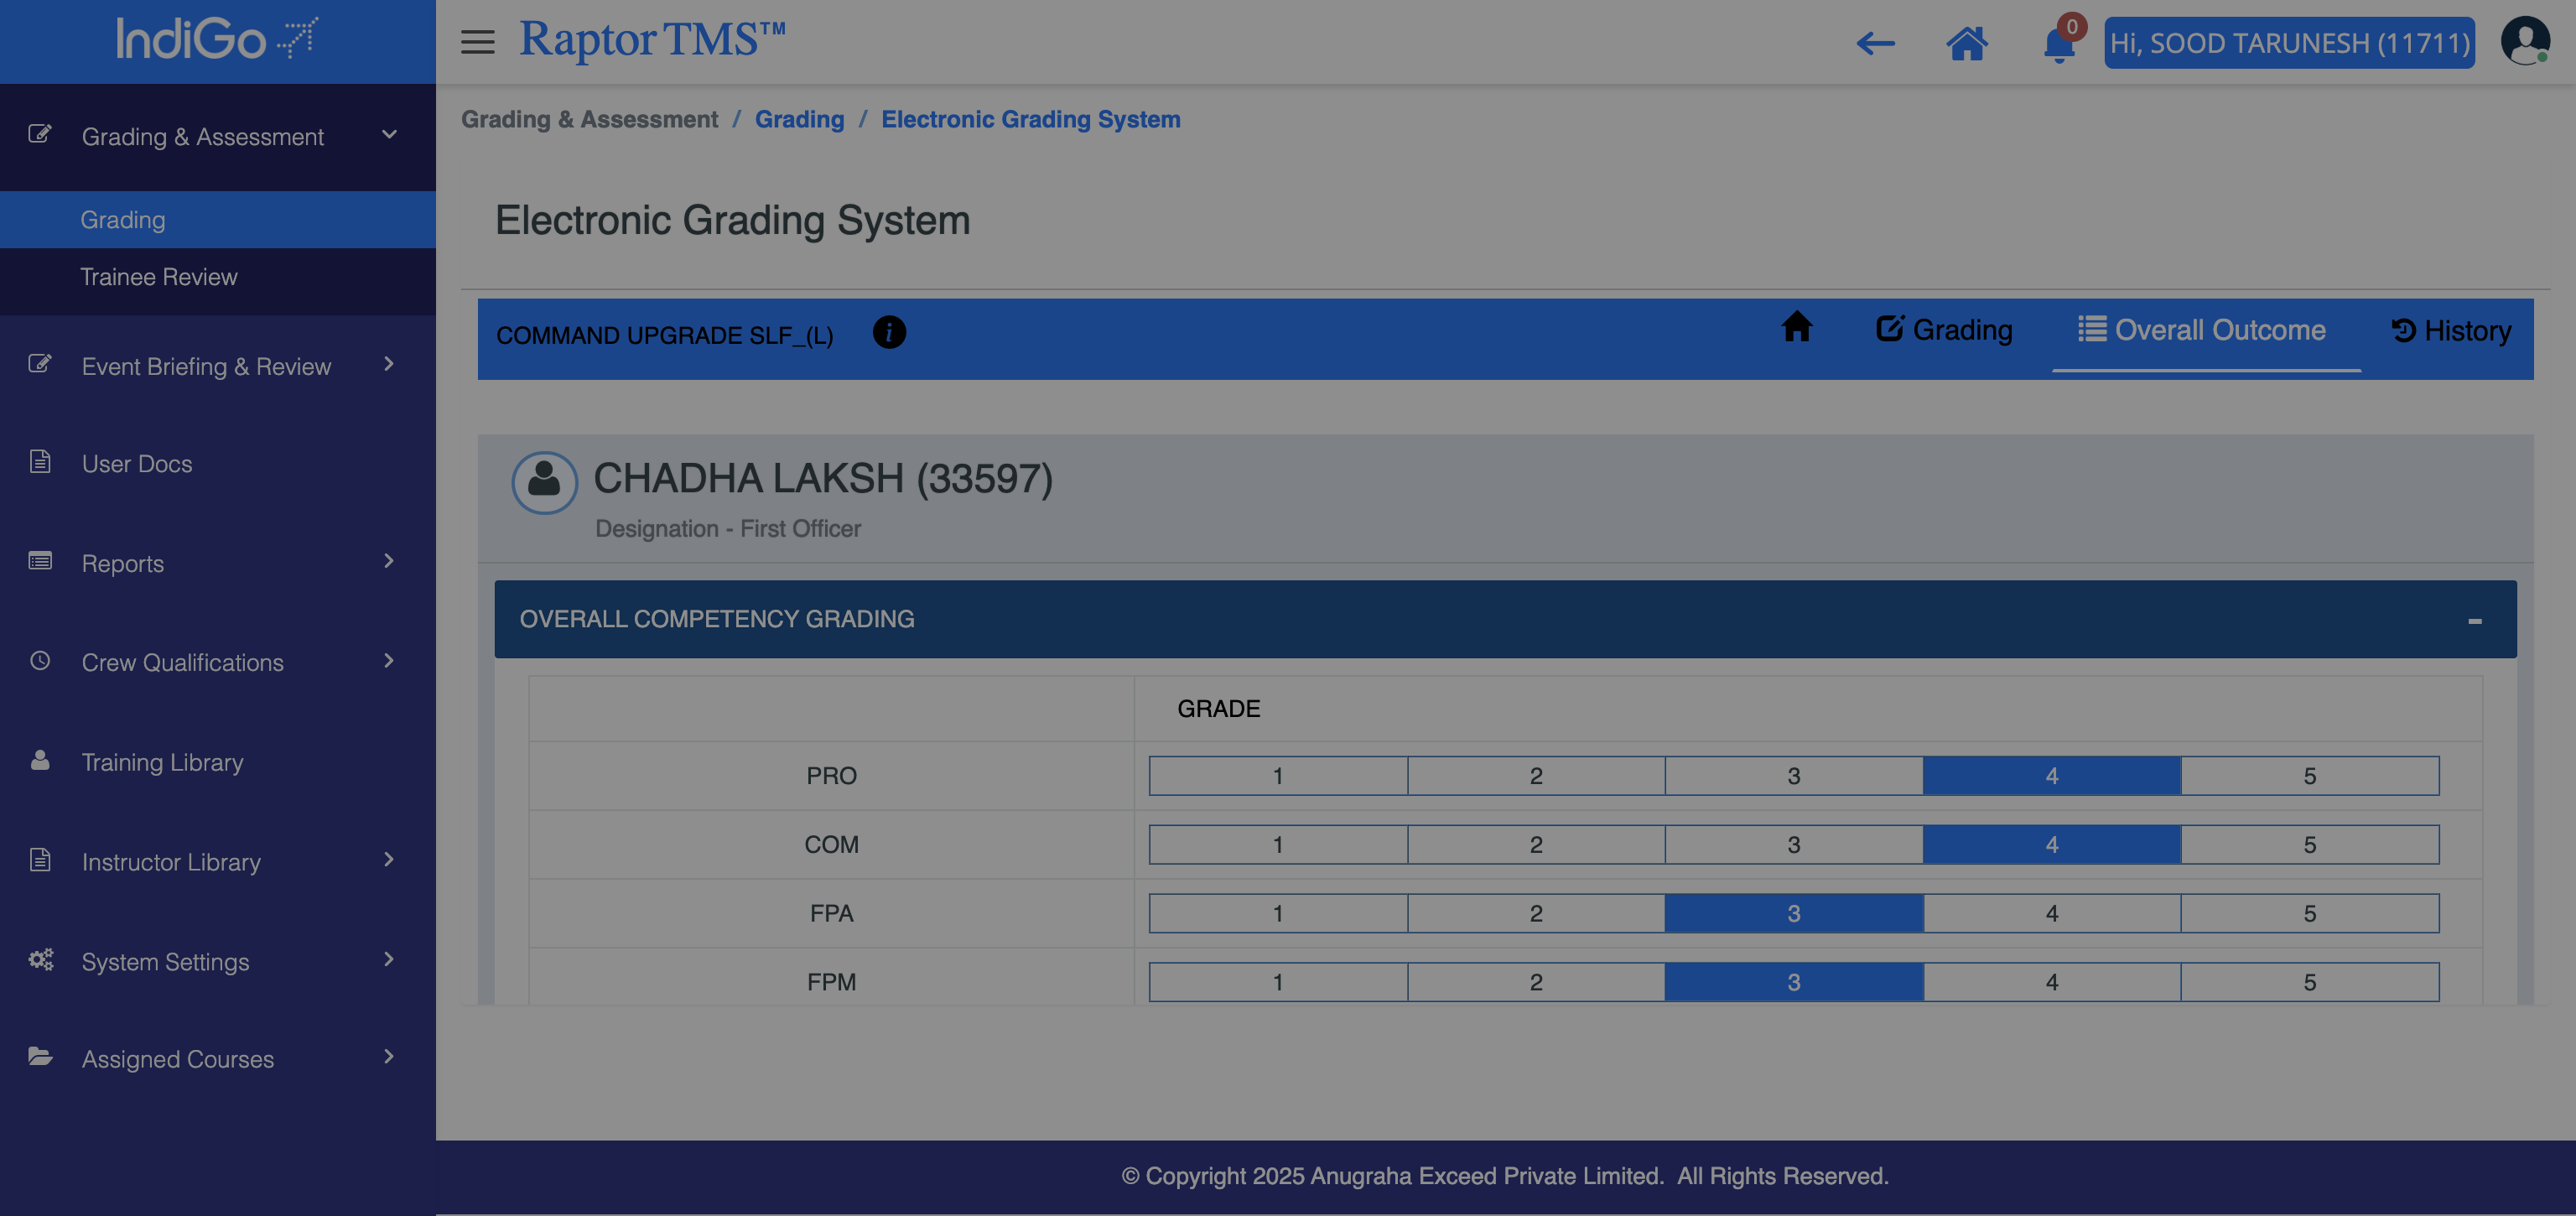 IndiGo
Raptor TMS™
0
Hi, SOOD TARUNESH (11711)
Grading & Assessment
Grading
Trainee Review
Event Briefing & Review
User Docs
Reports
Crew Qualifications
Training Library
Instructor Library
System Settings
Assigned Courses
Grading & Assessment / Grading / Electronic Grading System
Electronic Grading System
COMMAND UPGRADE SLF_(L) i
Grading
Overall Outcome
History
CHADHA LAKSH (33597)
Designation - First Officer
OVERALL COMPETENCY GRADING -
GRADE
PRO 1 2 3 4 5
COM 1 2 3 4 5
FPA 1 2 3 4 5
FPM 1 2 3 4 5
© Copyright 2025 Anugraha Exceed Private Limited. All Rights Reserved.